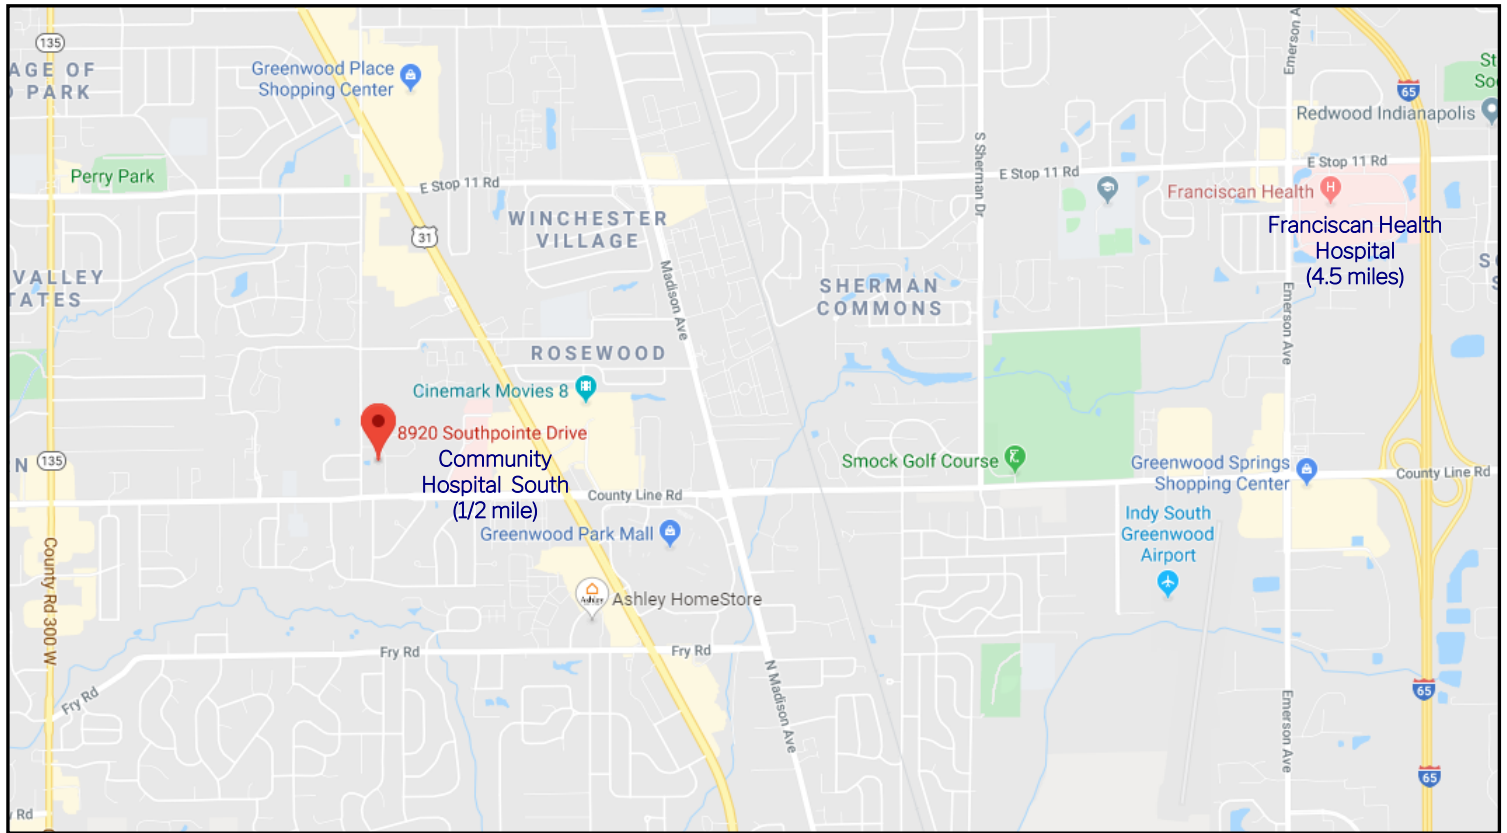 135
AGE OF
PARK
Greenwood Place
Shopping Center
Emerson A
65
St
So
Redwood Indianapolis
Perry Park
E Stop 11 Rd
S Sherman Dr
E Stop 11 Rd
E Stop 11 Rd
Franciscan Health
H
Franciscan Health
Hospital
(4.5 miles)
WINCHESTER
VILLAGE
31
VALLEY
TATES
Madison Ave
SHERMAN
COMMONS
S
S
Emerson Ave
ROSEWOOD
Cinemark Movies 8
8920 Southpointe Drive
Community
Hospital South
(1/2 mile)
N
135
Smock Golf Course
Greenwood Springs
Shopping Center
County Line Rd
County Line Rd
Greenwood Park Mall
Indy South
Greenwood
Airport
County Rd 300 W
Ashley
Ashley HomeStore
Fry Rd
Fry Rd
Fry Rd
N Madison Ave
65
Emerson Ave
65
Rd